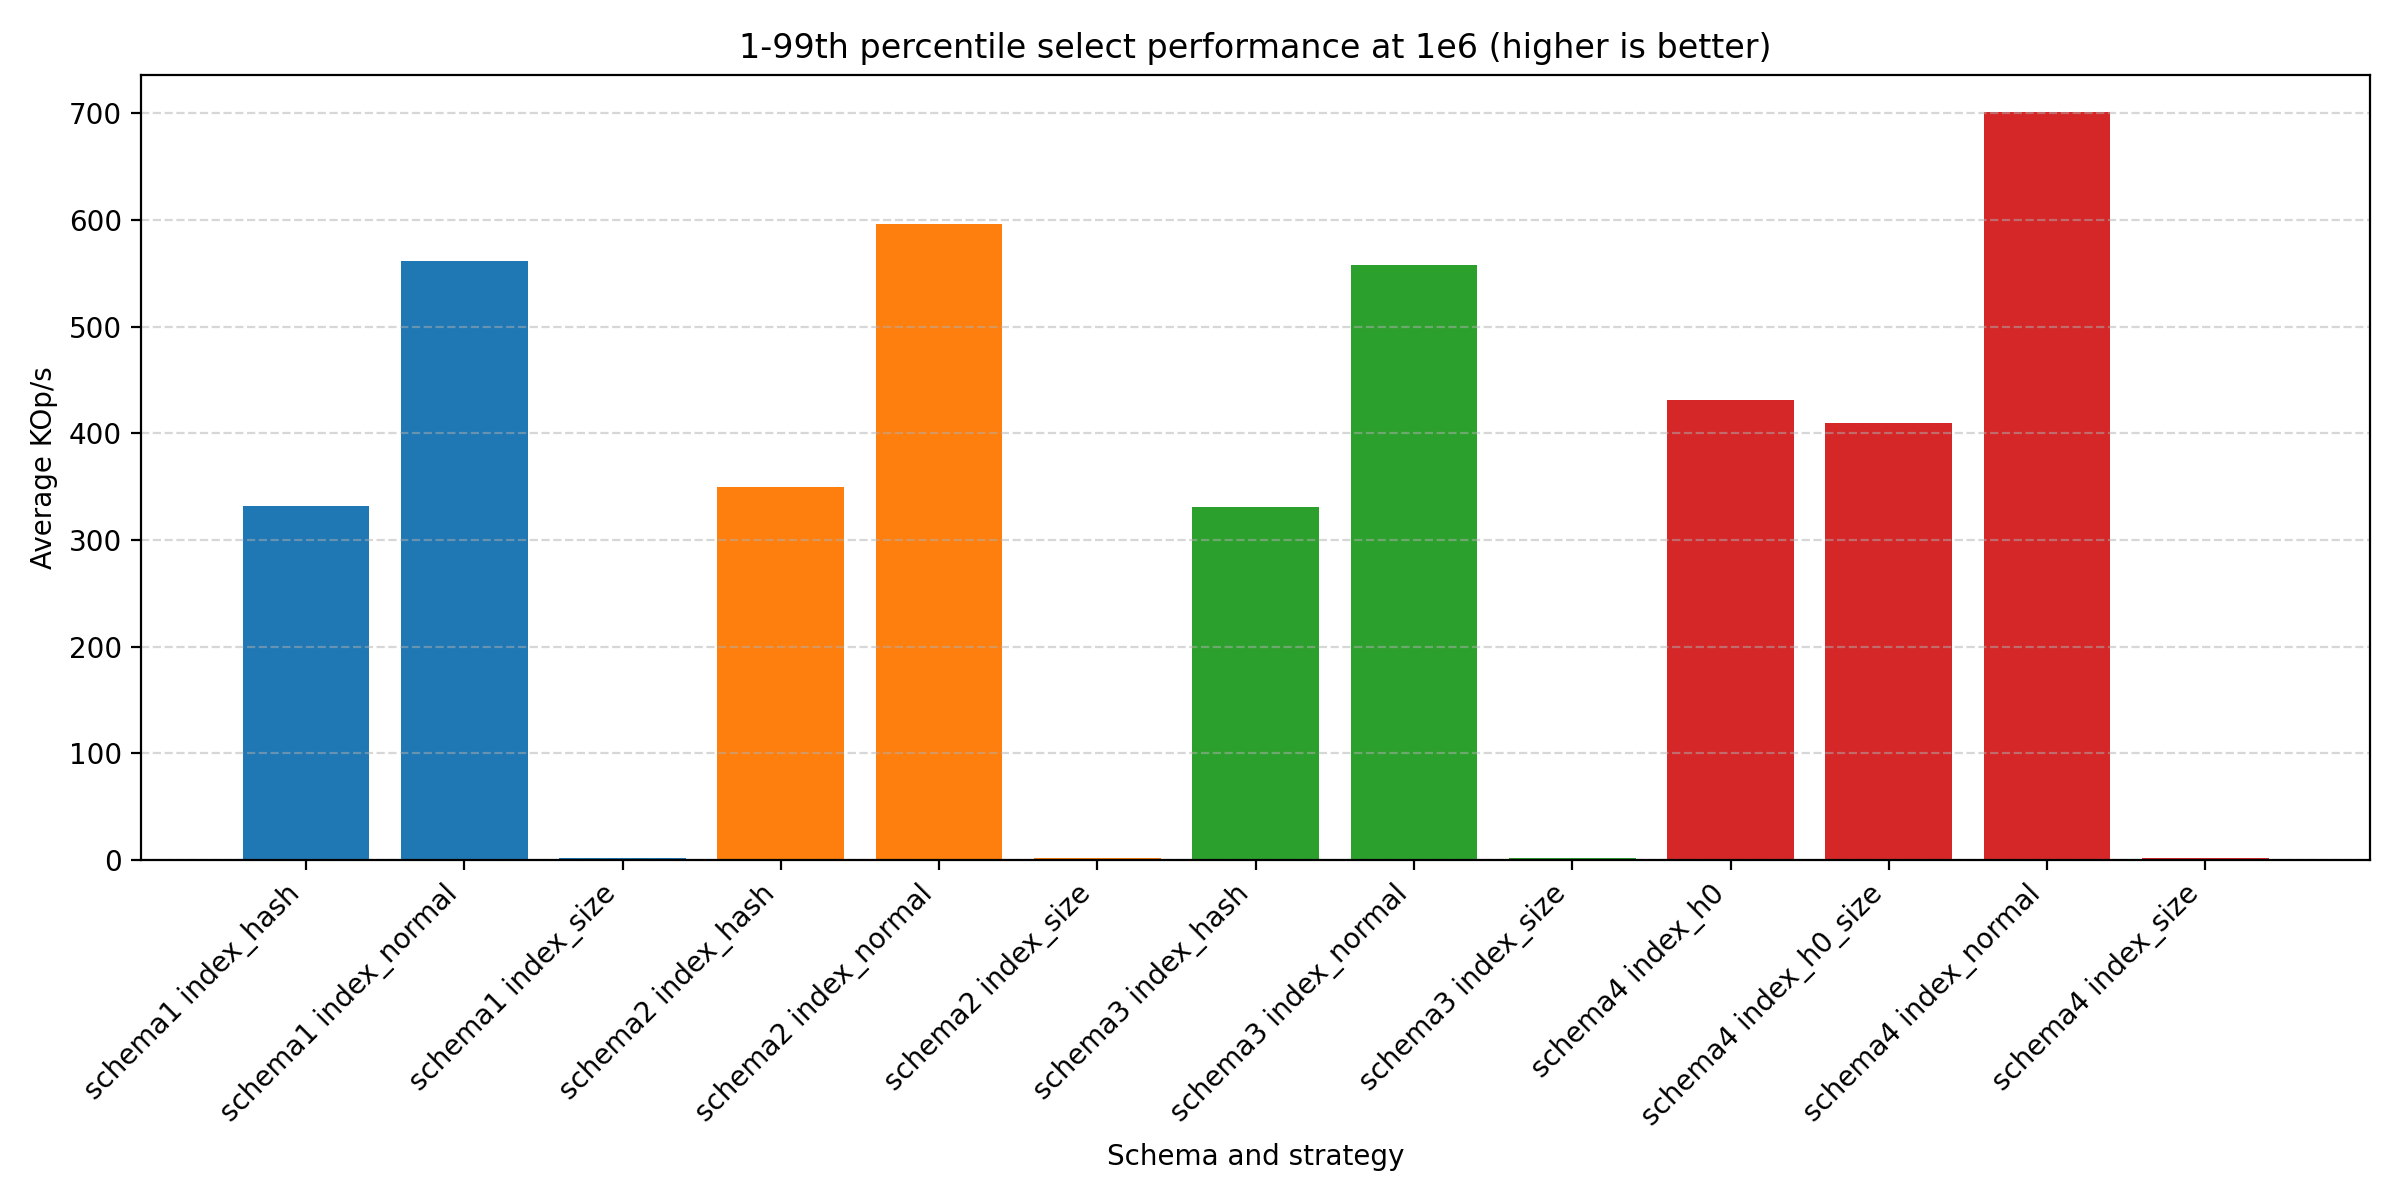 1-99th percentile select performance at 1e6 (higher is better)
Average KOp/s
700
600
500
400
300
200
100
0
schema1 index_hash
schema1 index_normal
schema1 index_size
schema2 index_hash
schema2 index_normal
schema2 index_size
schema3 index_hash
schema3 index_normal
schema3 index_size
schema4 index_h0
schema4 index_h0_size
schema4 index_normal
schema4 index_size
Schema and strategy